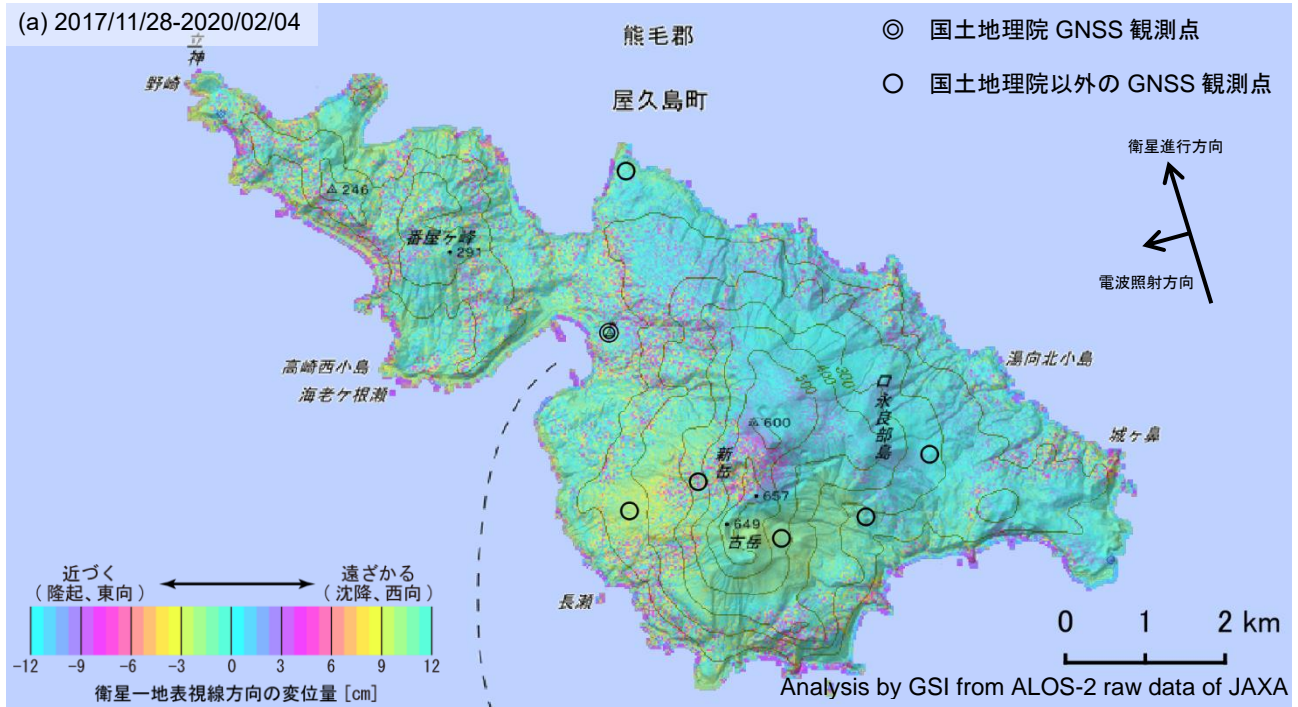 (a) 2017/11/28-2020/02/04
熊毛郡
屋久島町
◎ 国土地理院 GNSS 観測点
○ 国土地理院以外の GNSS 観測点
衛星進行方向
電波照射方向
立神
野崎
246
番屋ヶ峰
291
高崎西小島
海老ケ根瀬
湯向北小島
城ヶ鼻
口永良部島
300
400
500
600
新岳
657
649
古岳
長瀬
近づく
(隆起、東向)
遠ざかる
(沈降、西向)
-12 -9 -6 -3 0 3 6 9 12
衛星ー地表視線方向の変位量 [cm]
0 1 2 km
Analysis by GSI from ALOS-2 raw data of JAXA